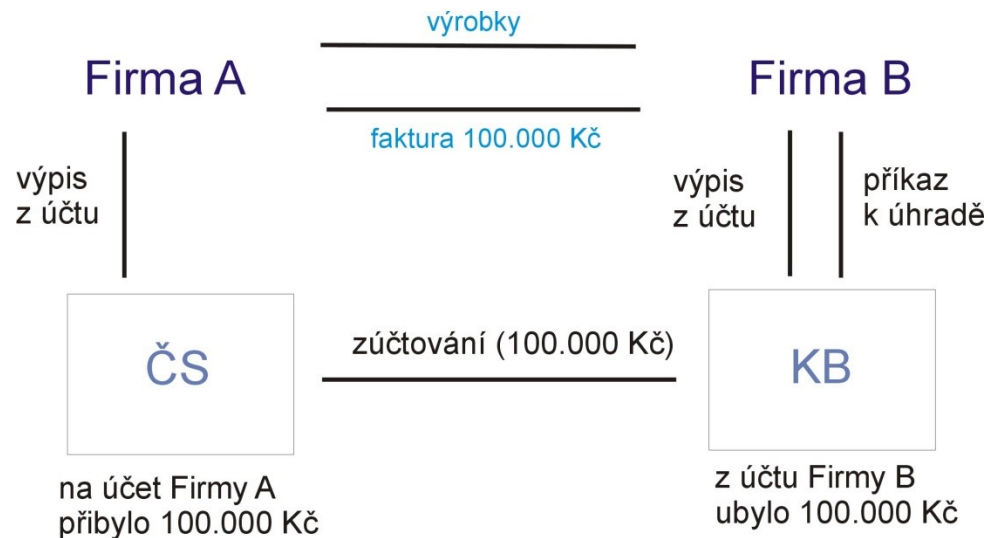 výrobky
Firma A
Firma B
faktura 100.000 Kč
výpis
z účtu
výpis
z účtu
příkaz
k úhradě
ČS
zúčtování (100.000 Kč)
KB
na účet Firmy A
přibylo 100.000 Kč
z účtu Firmy B
ubylo 100.000 Kč